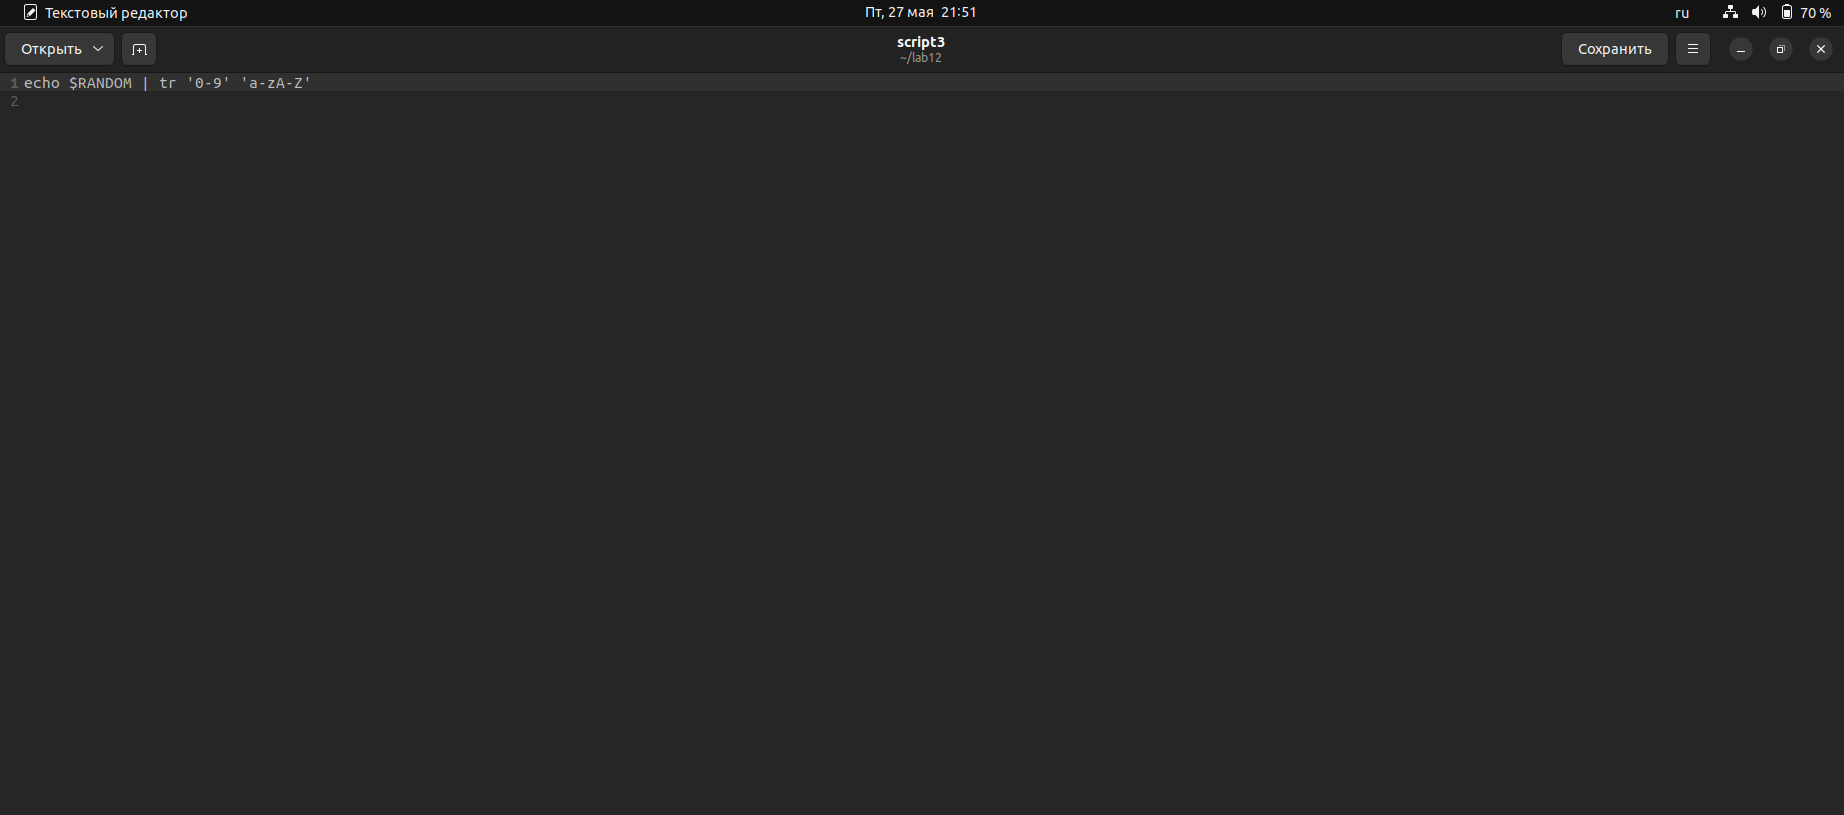 Текстовый редактор
Пт, 27 мая 21:51
ru
70 %
Открыть
script3
~/lab12
Сохранить
1 echo $RANDOM | tr '0-9' 'a-zA-Z'
2